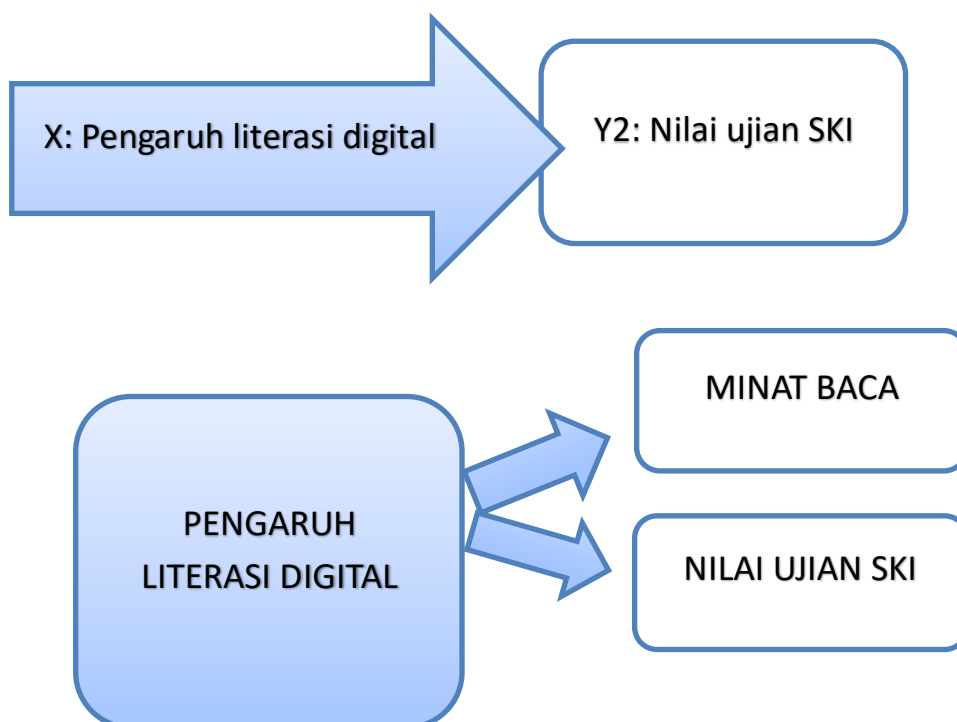 X: Pengaruh literasi digital
Y2: Nilai ujian SKI
MINAT BACA
PENGARUH
LITERASI DIGITAL
NILAI UJIAN SKI